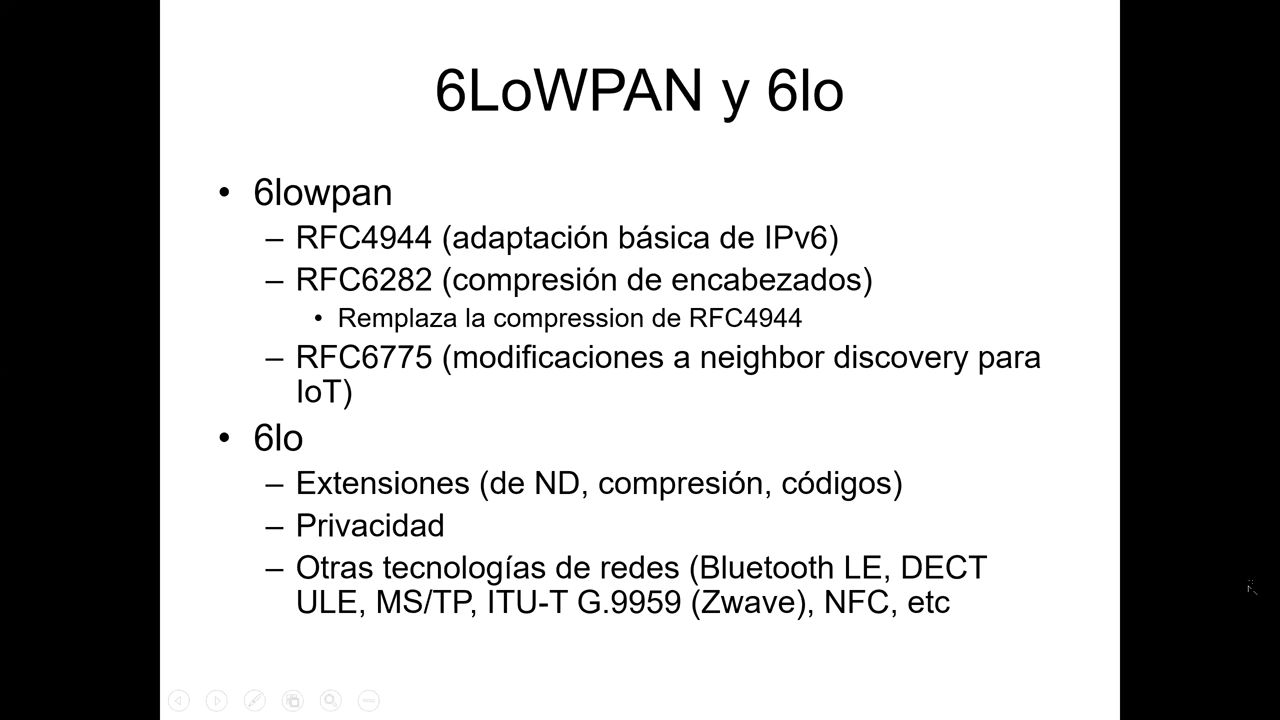 6LoWPAN y 6lo
• 6lowpan
– RFC4944 (adaptación básica de IPv6)
– RFC6282 (compresión de encabezados)
• Remplaza la compression de RFC4944
– RFC6775 (modificaciones a neighbor discovery para
IoT)
• 6lo
– Extensiones (de ND, compresión, códigos)
– Privacidad
– Otras tecnologías de redes (Bluetooth LE, DECT
ULE, MS/TP, ITU-T G.9959 (Zwave), NFC, etc